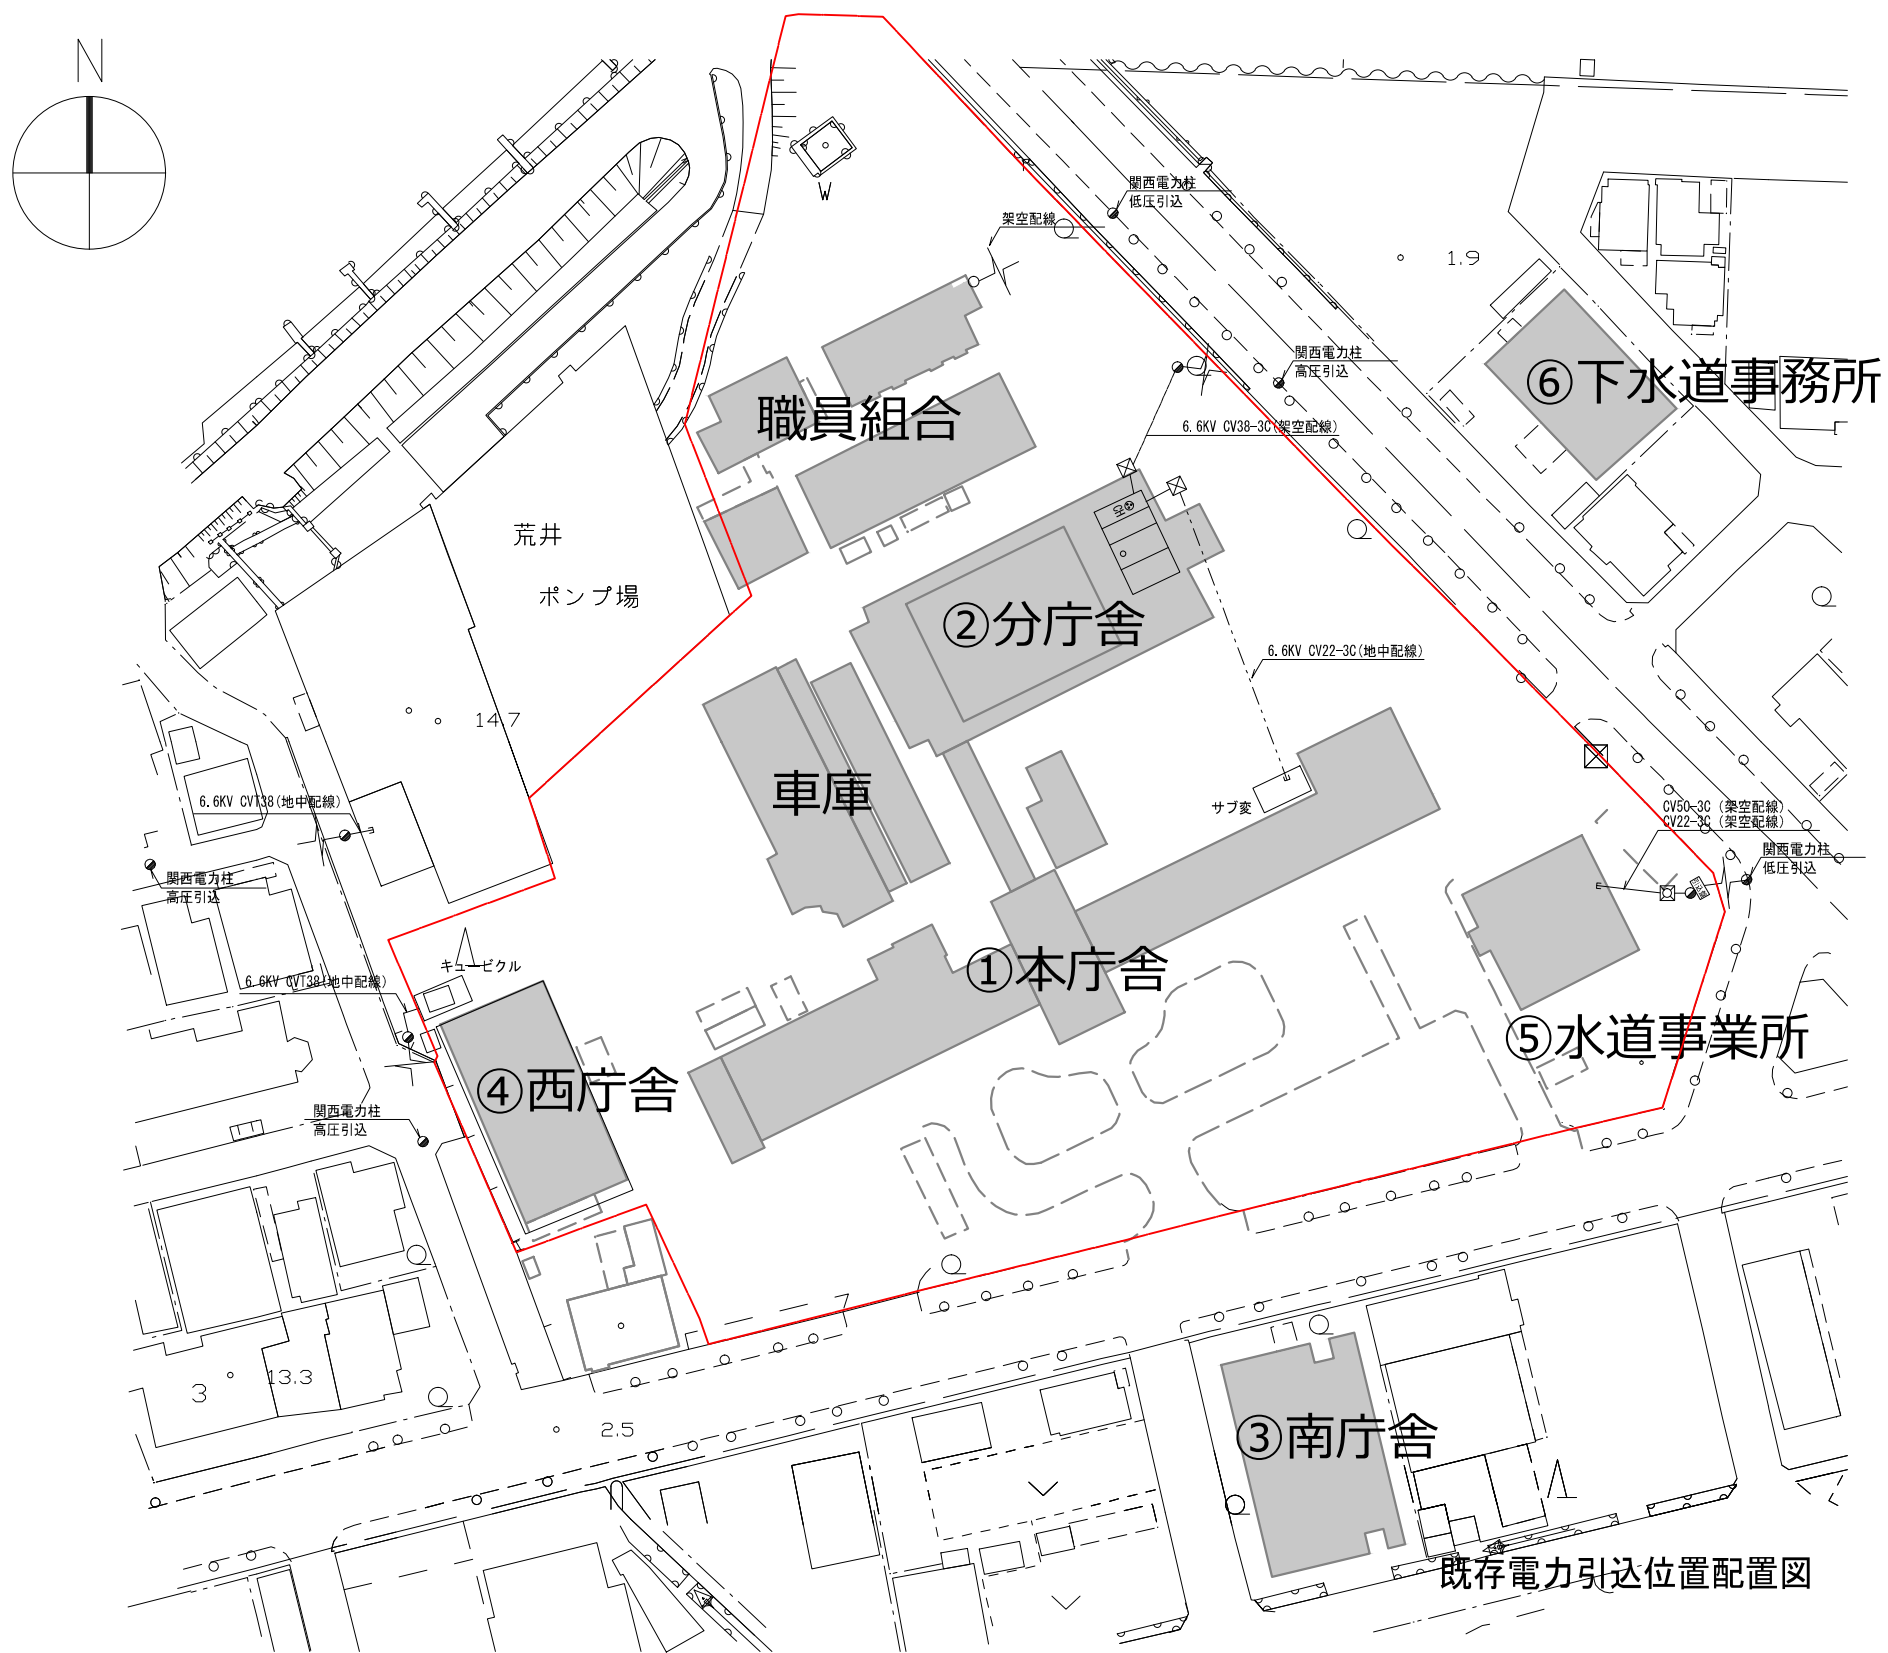 N
W
関西電力柱
低圧引込
架空配線
1.9
関西電力柱
高圧引込
⑥下水道事務所
職員組合
6.6KV CV38-3C(架空配線)
荒井
ポンプ場
②分庁舎
6.6KV CV22-3C(地中配線)
14.7
車庫
6.6KV CVT38(地中配線)
サブ変
CV50-3C (架空配線)
CV22-3C (架空配線)
関西電力柱
低圧引込
関西電力柱
高圧引込
キュービクル
6.6KV CVT38(地中配線)
①本庁舎
⑤水道事業所
④西庁舎
関西電力柱
高圧引込
3
13.3
2.5
③南庁舎
既存電力引込位置配置図